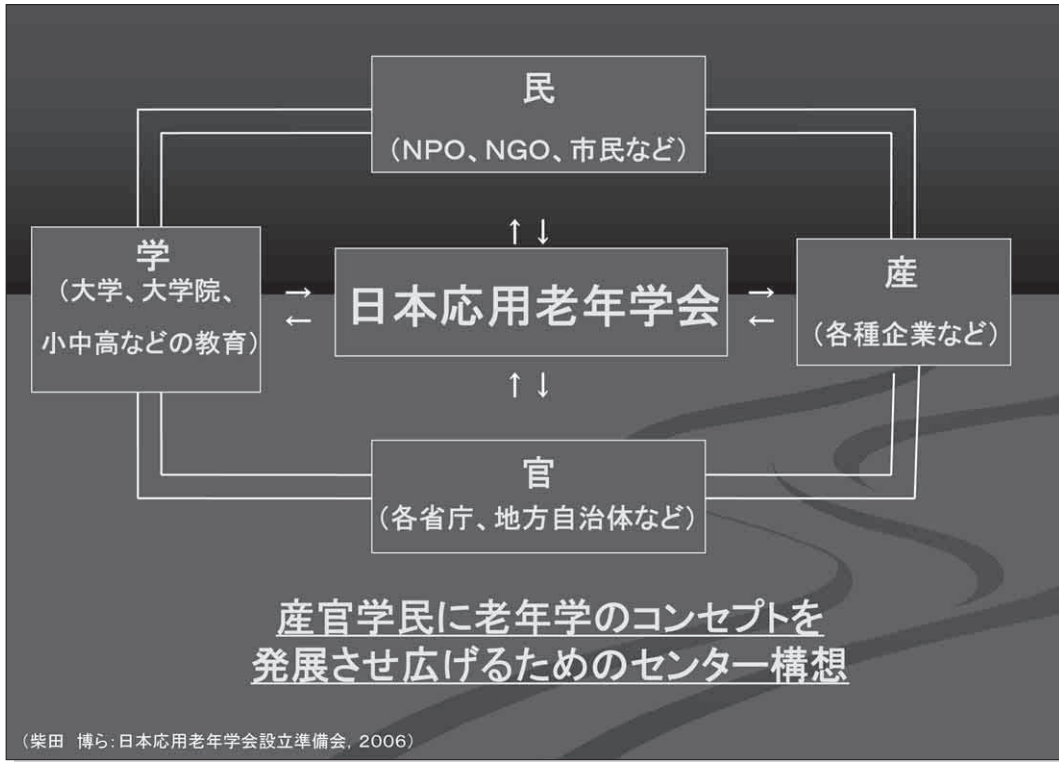 民
（NPO、NGO、市民など）
↑ ↓
学
（大学、大学院、
小中高などの教育）
→
←
日本応用老年学会
→
←
産
（各種企業など）
↑ ↓
官
（各省庁、地方自治体など）
産官学民に老年学のコンセプトを
発展させ広げるためのセンター構想
（柴田　博ら：日本応用老年学会設立準備会，2006）